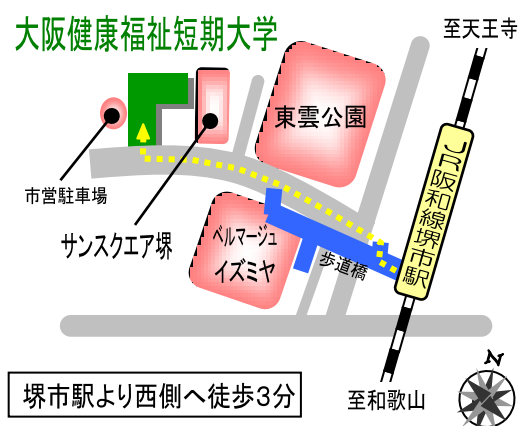 大阪健康福祉短期大学
至天王寺
東雲公園
JR阪和線堺市駅
市営駐車場
サンスクエア堺
ベルマージュ
イズミヤ
歩道橋
堺市駅より西側へ徒歩3分
至和歌山
N